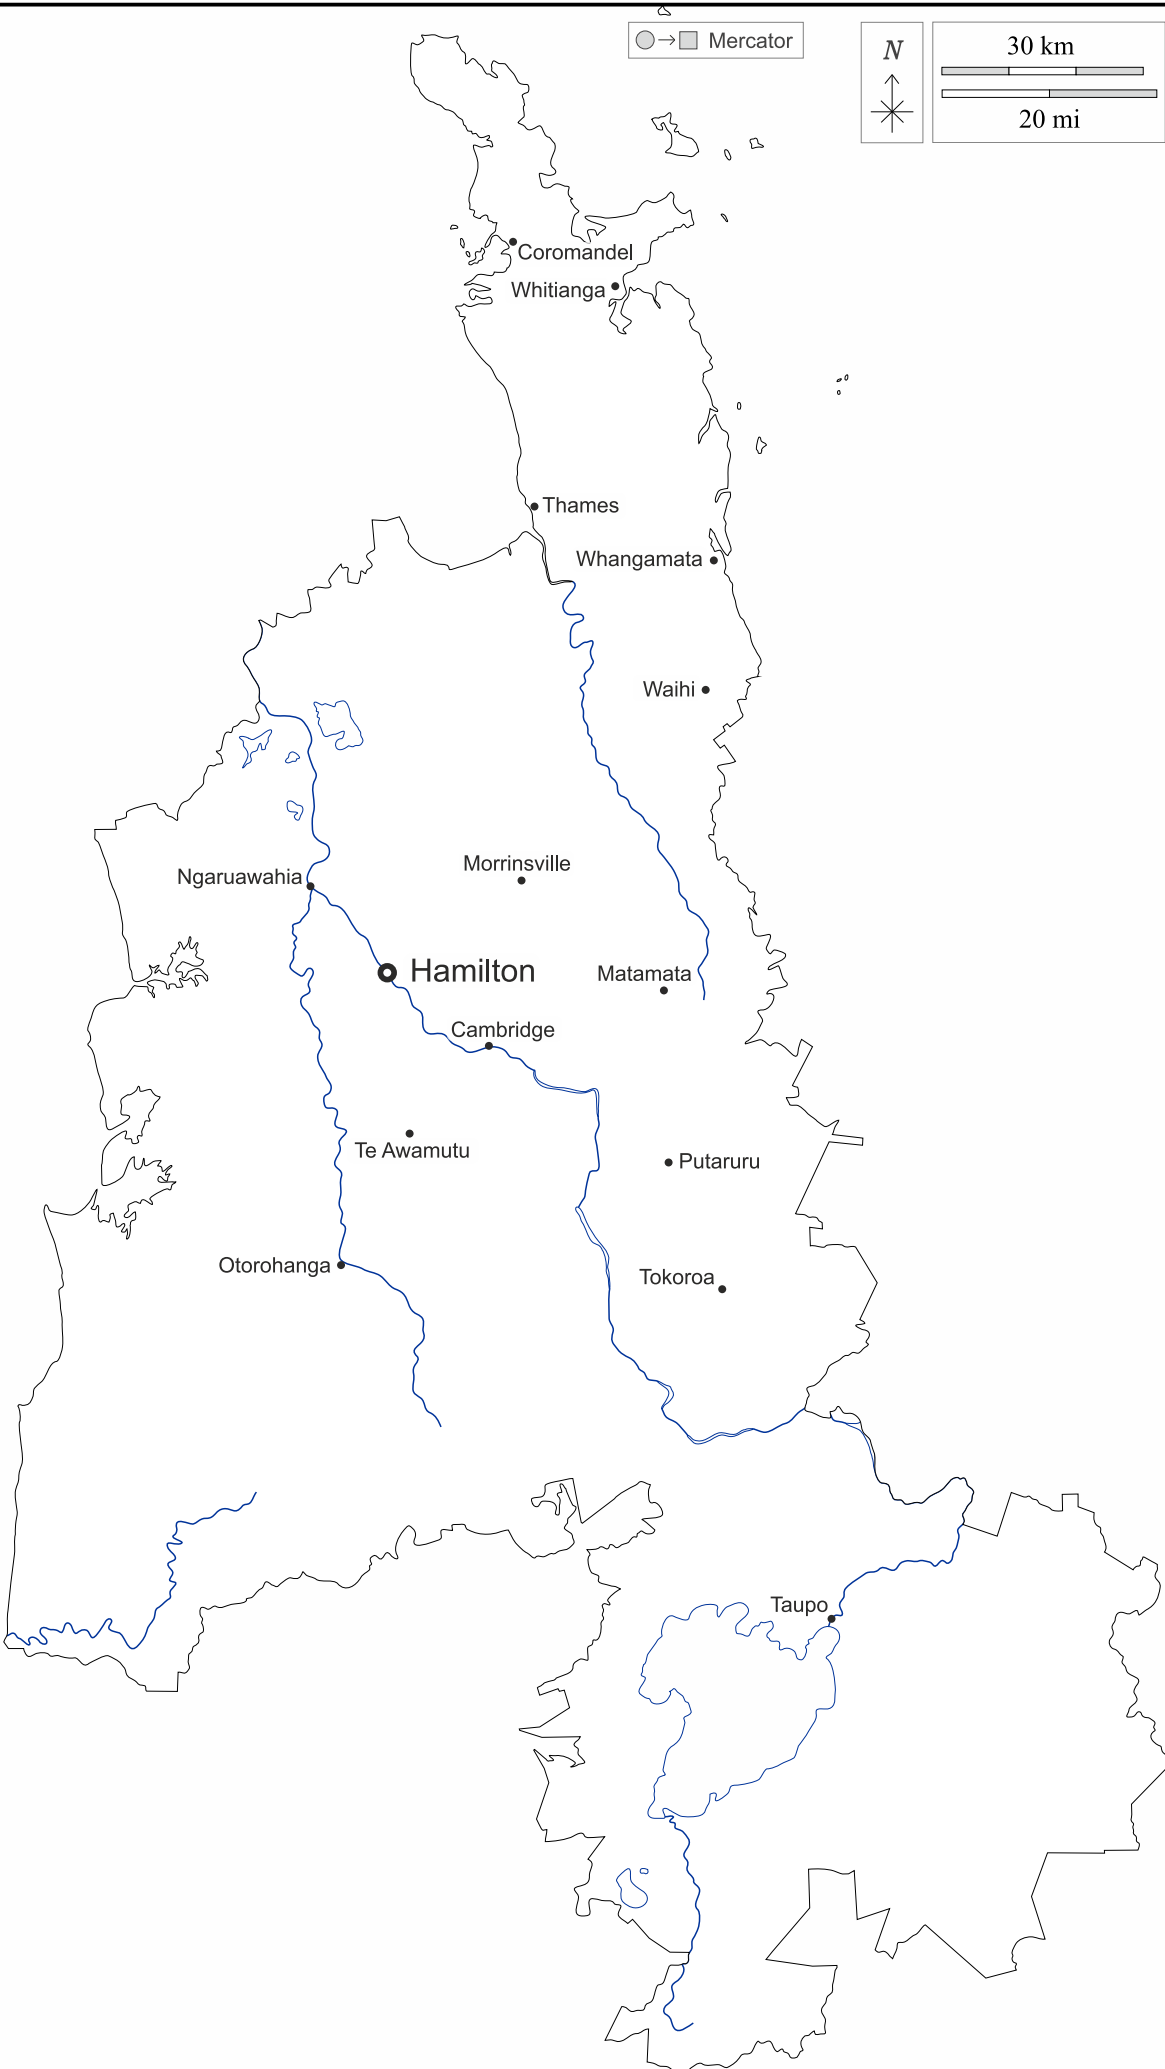 Mercator
N
30 km
20 mi
Coromandel
Whitianga
Thames
Whangamata
Waihi
Morrinsville
Ngaruawahia
Hamilton
Matamata
Cambridge
Te Awamutu
Putaruru
Otorohanga
Tokoroa
Taupo